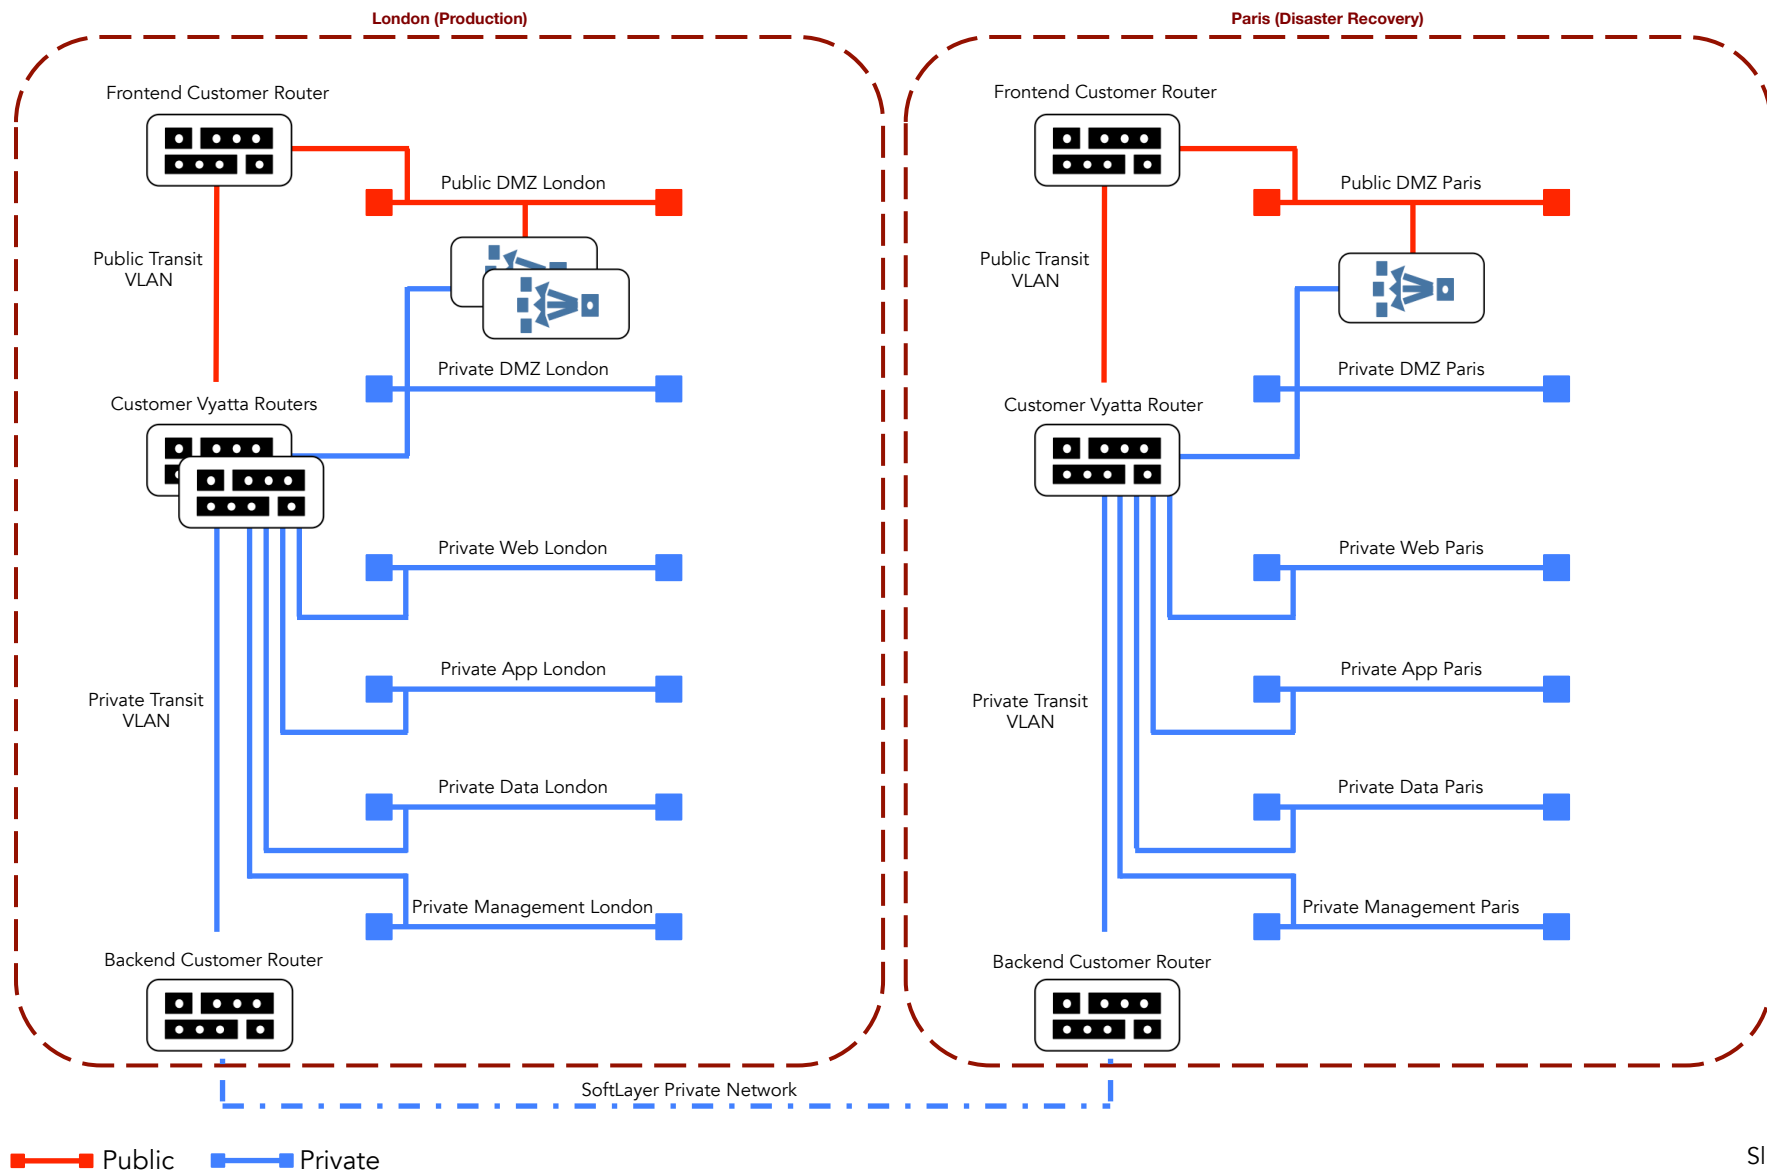 London (Production)
Paris (Disaster Recovery)
Frontend Customer Router
Public DMZ London
Public Transit
VLAN
Private DMZ London
Customer Vyatta Routers
Private Web London
Private App London
Private Transit
VLAN
Private Data London
Private Management London
Backend Customer Router
Frontend Customer Router
Public DMZ Paris
Public Transit
VLAN
Private DMZ Paris
Customer Vyatta Router
Private Web Paris
Private App Paris
Private Transit
VLAN
Private Data Paris
Private Management Paris
Backend Customer Router
SoftLayer Private Network
Public
Private
Sl